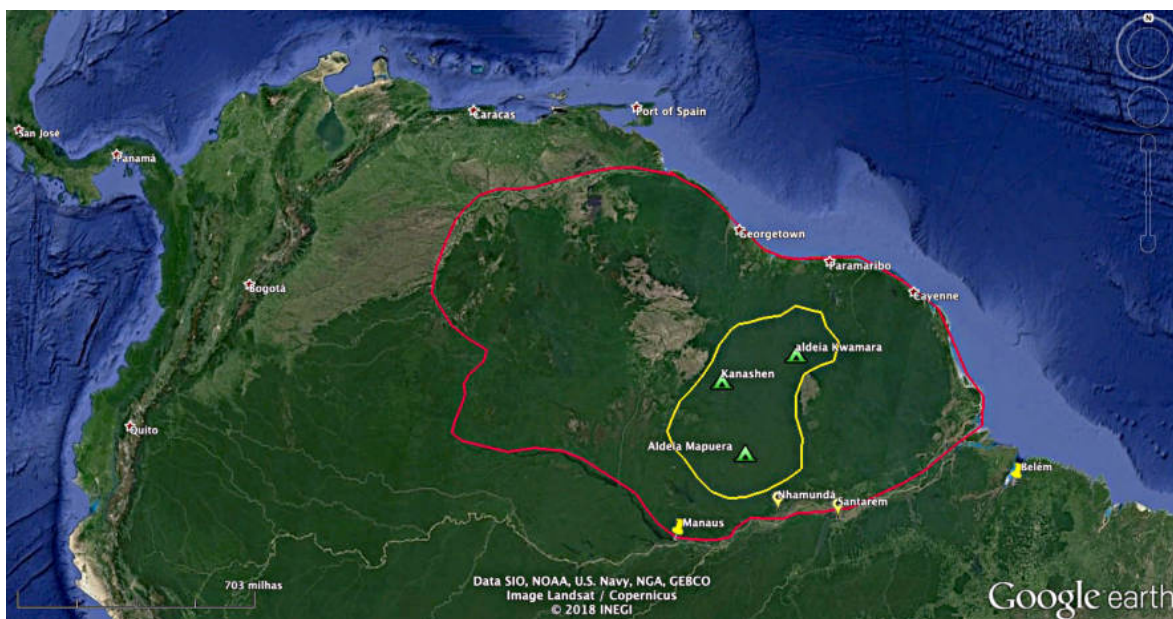 N
Caracas
Port of Spain
San José
Panamá
Georgetown
Paramaribo
Bogotá
Cayenne
aldeia Kwamara
Kanashen
Quito
Aldeia Mapuera
Belém
Nhamundá
Santarem
Manaus
703 milhas
Data SIO, NOAA, U.S. Navy, NGA, GEBCO
Image Landsat / Copernicus
© 2018 INEGI
Google earth